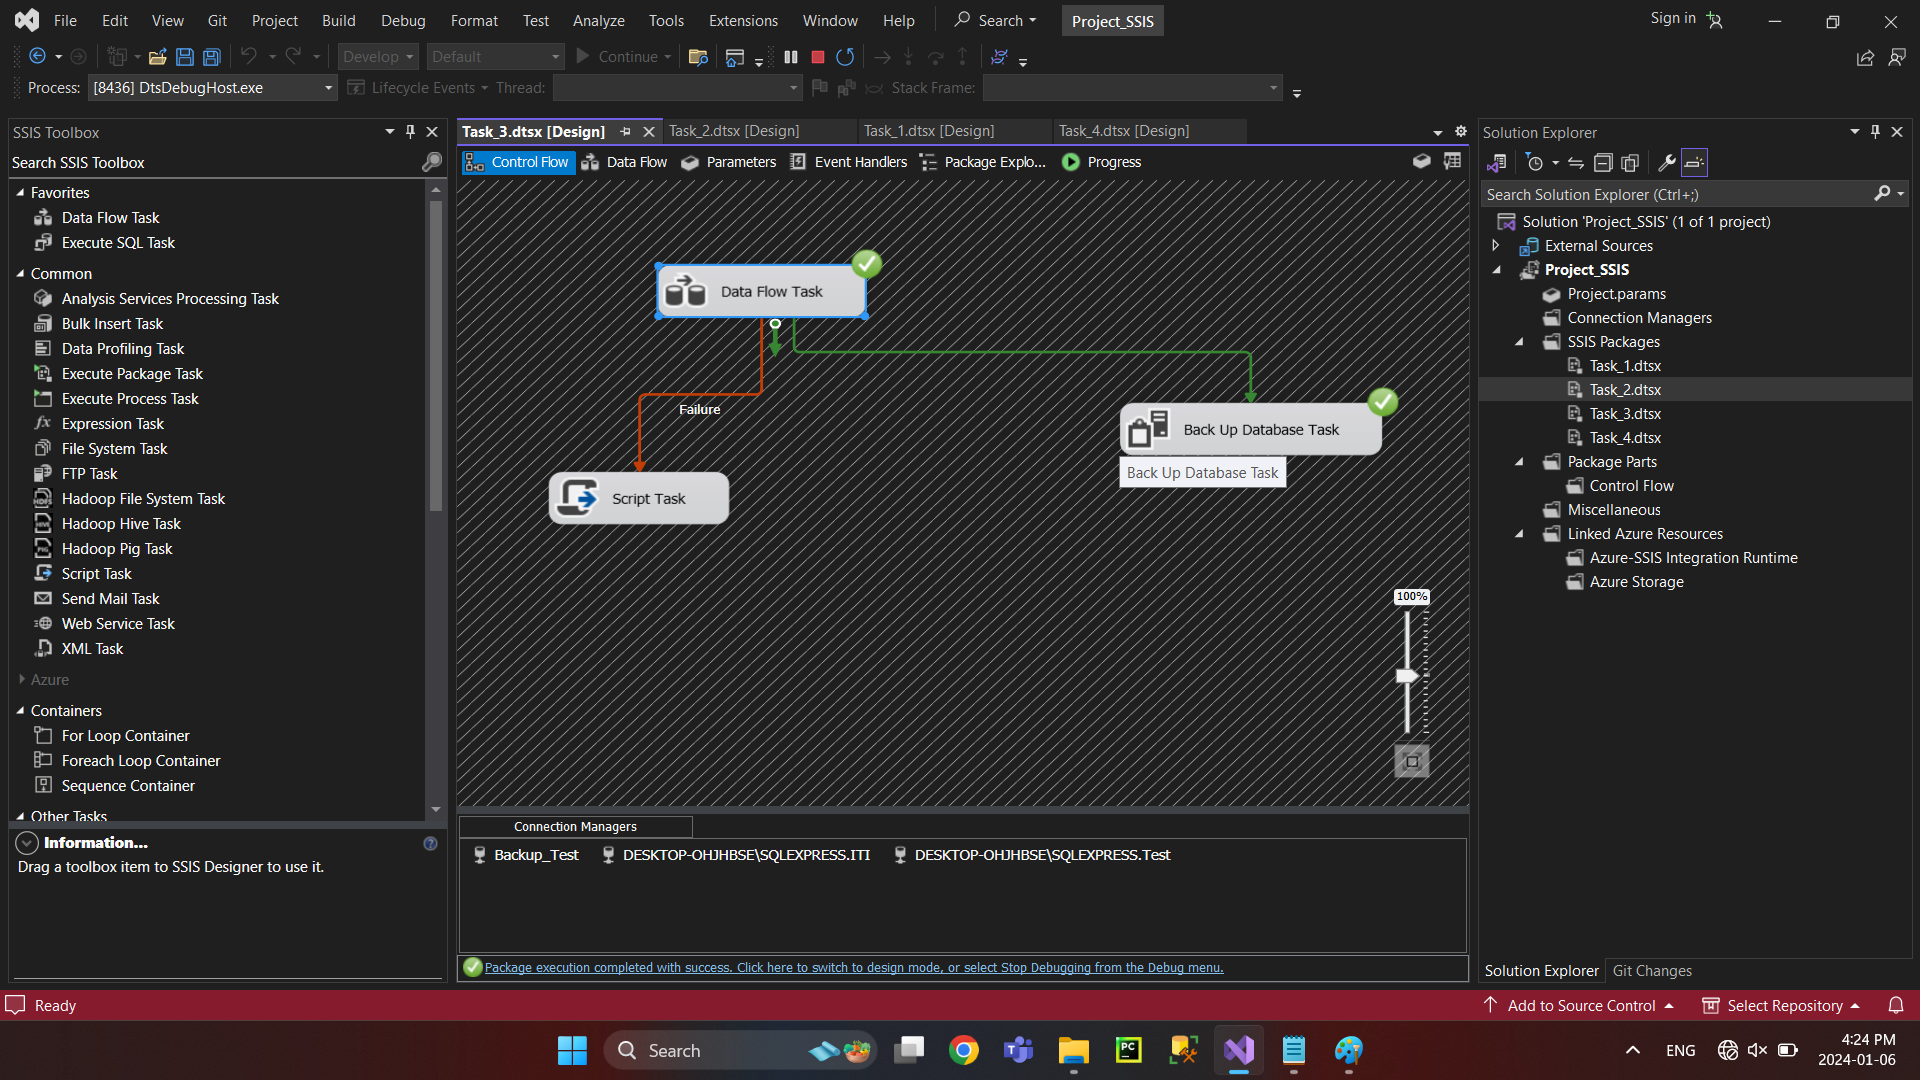 File Edit View Git Project Build Debug Format Test Analyze Tools Extensions Window Help Search Project_SSIS Sign in
Develop Default Continue
Process: [8436] DtsDebugHost.exe Lifecycle Events Thread: Stack Frame:
SSIS Toolbox
Search SSIS Toolbox
Favorites
Data Flow Task
Execute SQL Task
Common
Analysis Services Processing Task
Bulk Insert Task
Data Profiling Task
Execute Package Task
Execute Process Task
Expression Task
File System Task
FTP Task
Hadoop File System Task
Hadoop Hive Task
Hadoop Pig Task
Script Task
Send Mail Task
Web Service Task
XML Task
Azure
Containers
For Loop Container
Foreach Loop Container
Sequence Container
Other Tasks
Information...
Drag a toolbox item to SSIS Designer to use it.
Task_3.dtsx [Design] Task_2.dtsx [Design] Task_1.dtsx [Design] Task_4.dtsx [Design]
Control Flow Data Flow Parameters Event Handlers Package Explo... Progress
Data Flow Task
Failure
Back Up Database Task
Back Up Database Task
Script Task
100%
Connection Managers
Backup_Test DESKTOP-OHJHBSE\SQLEXPRESS.ITI DESKTOP-OHJHBSE\SQLEXPRESS.Test
Package execution completed with success. Click here to switch to design mode, or select Stop Debugging from the Debug menu.
Solution Explorer
Search Solution Explorer (Ctrl+;)
Solution 'Project_SSIS' (1 of 1 project)
External Sources
Project_SSIS
Project.params
Connection Managers
SSIS Packages
Task_1.dtsx
Task_2.dtsx
Task_3.dtsx
Task_4.dtsx
Package Parts
Control Flow
Miscellaneous
Linked Azure Resources
Azure-SSIS Integration Runtime
Azure Storage
Solution Explorer Git Changes
Ready Add to Source Control Select Repository
Search PC ENG 4:24 PM
2024-01-06